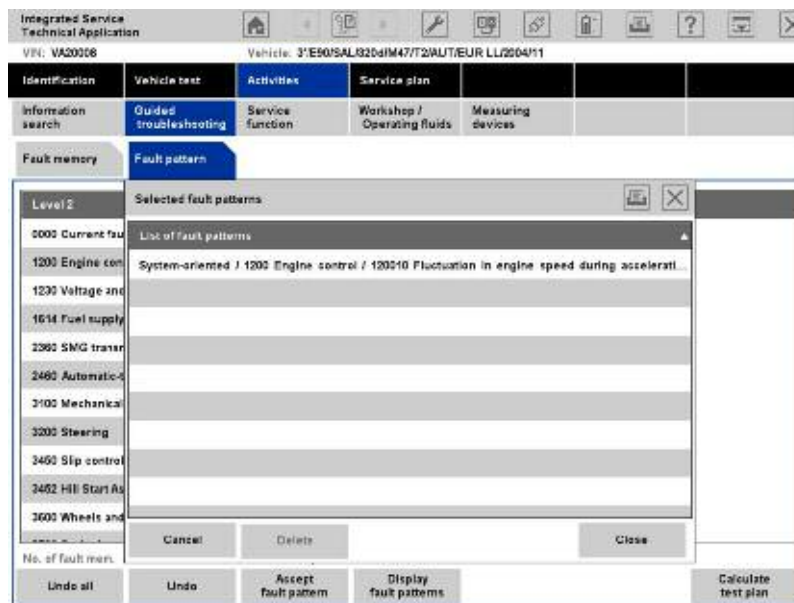 Integrated Service
Technical Application
VIN: VA20008
Vehicle: 3'/E90/SAL/320d/M47/T2/AUT/EUR LL/2004/11
Identification
Vehicle test
Activities
Service plan
Information
search
Guided
troubleshooting
Service
function
Workshop /
Operating fluids
Measuring
devices
Fault memory
Fault pattern
Level 2
Selected fault patterns
List of fault patterns
0000 Current fau
1200 Engine con
System-oriented / 1200 Engine control / 120010 Fluctuation in engine speed during accelerati...
1230 Voltage and
1614 Fuel supply
2360 SMG transm
2460 Automatic-t
3100 Mechanical
3200 Steering
3450 Slip control
3452 Hill Start As
3600 Wheels and
Cancel
Delete
Close
No. of fault mem.
Undo all
Undo
Accept
fault pattern
Display
fault patterns
Calculate
test plan